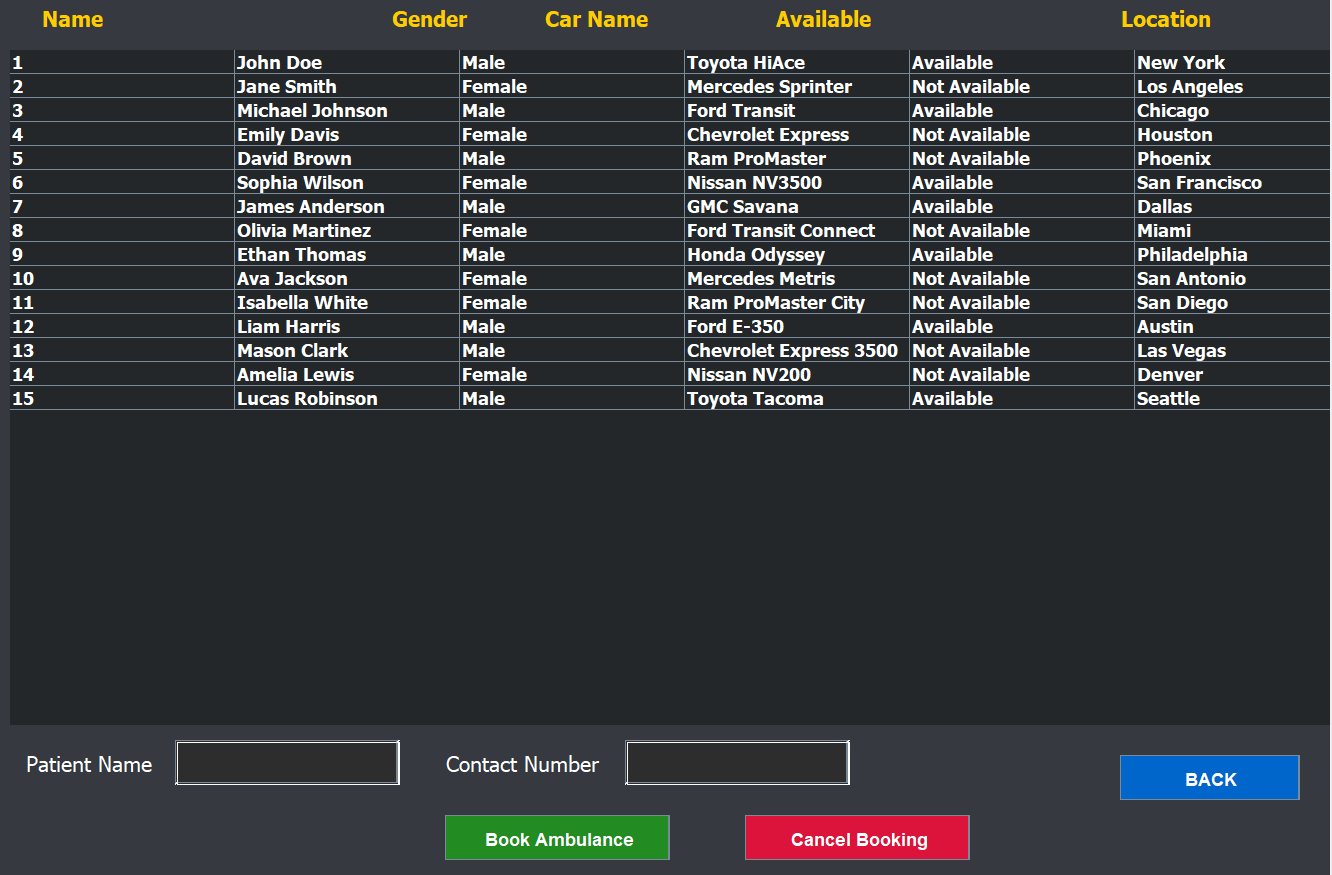 Name Gender Car Name Available Location
1 John Doe Male Toyota HiAce Available New York
2 Jane Smith Female Mercedes Sprinter Not Available Los Angeles
3 Michael Johnson Male Ford Transit Available Chicago
4 Emily Davis Female Chevrolet Express Not Available Houston
5 David Brown Male Ram ProMaster Not Available Phoenix
6 Sophia Wilson Female Nissan NV3500 Available San Francisco
7 James Anderson Male GMC Savana Available Dallas
8 Olivia Martinez Female Ford Transit Connect Not Available Miami
9 Ethan Thomas Male Honda Odyssey Available Philadelphia
10 Ava Jackson Female Mercedes Metris Not Available San Antonio
11 Isabella White Female Ram ProMaster City Not Available San Diego
12 Liam Harris Male Ford E-350 Available Austin
13 Mason Clark Male Chevrolet Express 3500 Not Available Las Vegas
14 Amelia Lewis Female Nissan NV200 Not Available Denver
15 Lucas Robinson Male Toyota Tacoma Available Seattle
Patient Name Contact Number
BACK
Book Ambulance Cancel Booking